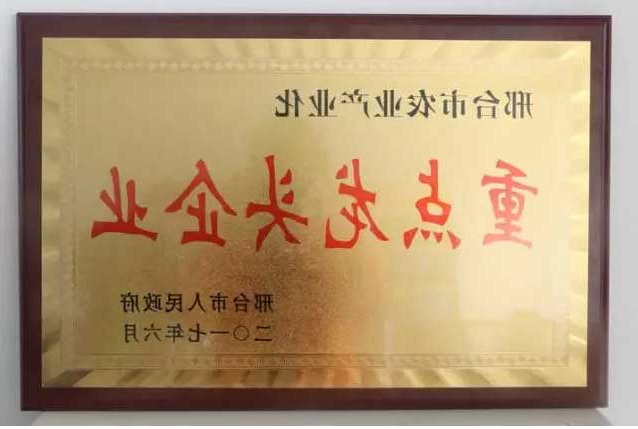 邢台市农业产业化
重点龙头企业
邢台市人民政府
二〇一七年六月